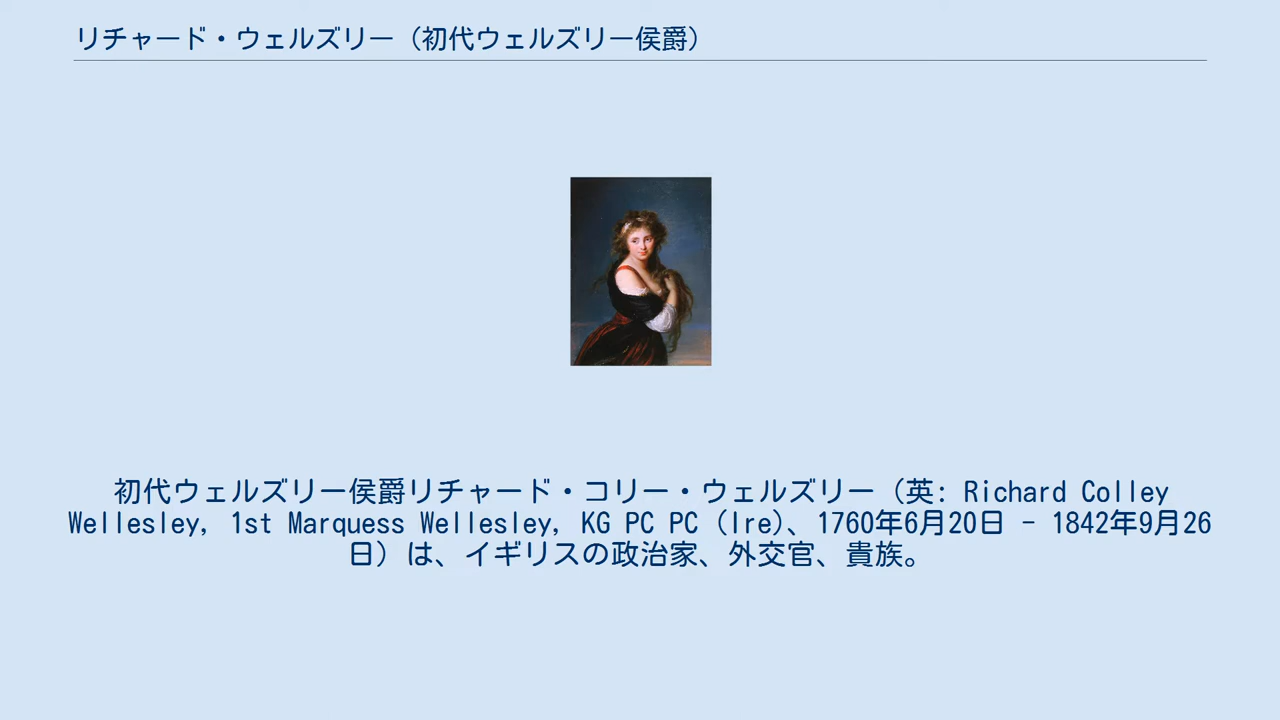 リチャード・ウェルズリー（初代ウェルズリー侯爵）
初代ウェルズリー侯爵リチャード・コリー・ウェルズリー（英: Richard Colley
Wellesley, 1st Marquess Wellesley, KG PC PC (Ire)、1760年6月20日 - 1842年9月26
日）は、イギリスの政治家、外交官、貴族。